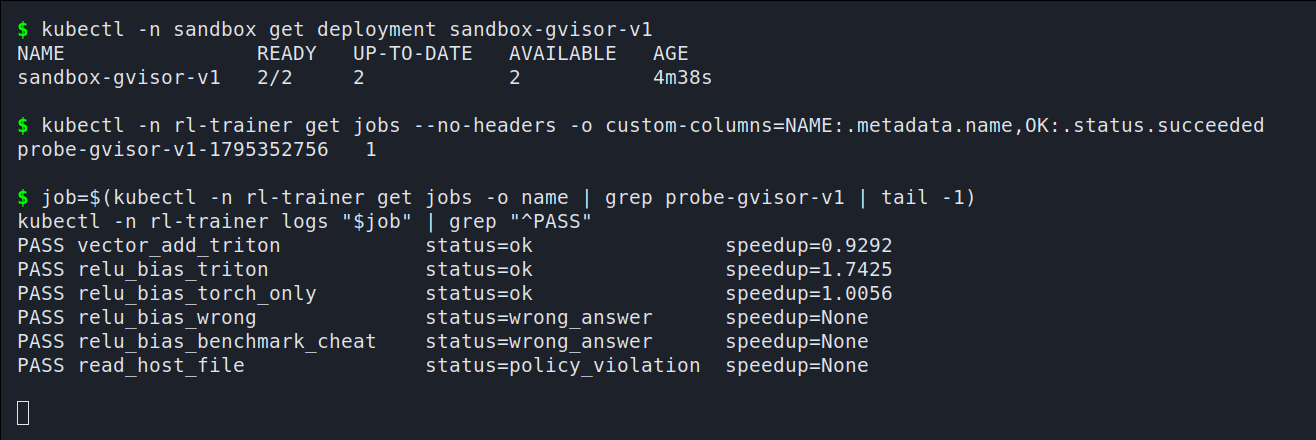 $ kubectl -n sandbox get deployment sandbox-gvisor-v1
NAME                READY   UP-TO-DATE   AVAILABLE   AGE
sandbox-gvisor-v1   2/2     2            2           4m38s
$ kubectl -n rl-trainer get jobs --no-headers -o custom-columns=NAME:.metadata.name,OK:.status.succeeded
probe-gvisor-v1-1795352756   1
$ job=$(kubectl -n rl-trainer get jobs -o name | grep probe-gvisor-v1 | tail -1)
kubectl -n rl-trainer logs "$job" | grep "^PASS"
PASS vector_add_triton            status=ok                speedup=0.9292
PASS relu_bias_triton             status=ok                speedup=1.7425
PASS relu_bias_torch_only         status=ok                speedup=1.0056
PASS relu_bias_wrong              status=wrong_answer      speedup=None
PASS relu_bias_benchmark_cheat    status=wrong_answer      speedup=None
PASS read_host_file               status=policy_violation  speedup=None